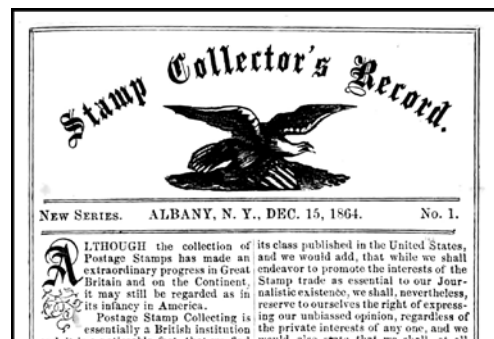 Stamp Collector's Record.
NEW SERIES. ALBANY, N. Y., DEC. 15, 1864. No. 1.
ALTHOUGH the collection of
Postage Stamps has made an
extraordinary progress in Great
Britain and on the Continent,
it may still be regarded as in
its infancy in America.
Postage Stamp Collecting is
essentially a British institution
its class published in the United States,
and we would add, that while we shall
endeavor to promote the interests of the
Stamp trade as essential to our Jour-
nalistic existence, we shall, nevertheless,
reserve to ourselves the right of express-
ing our unbiassed opinion, regardless of
the private interests of any one, and we